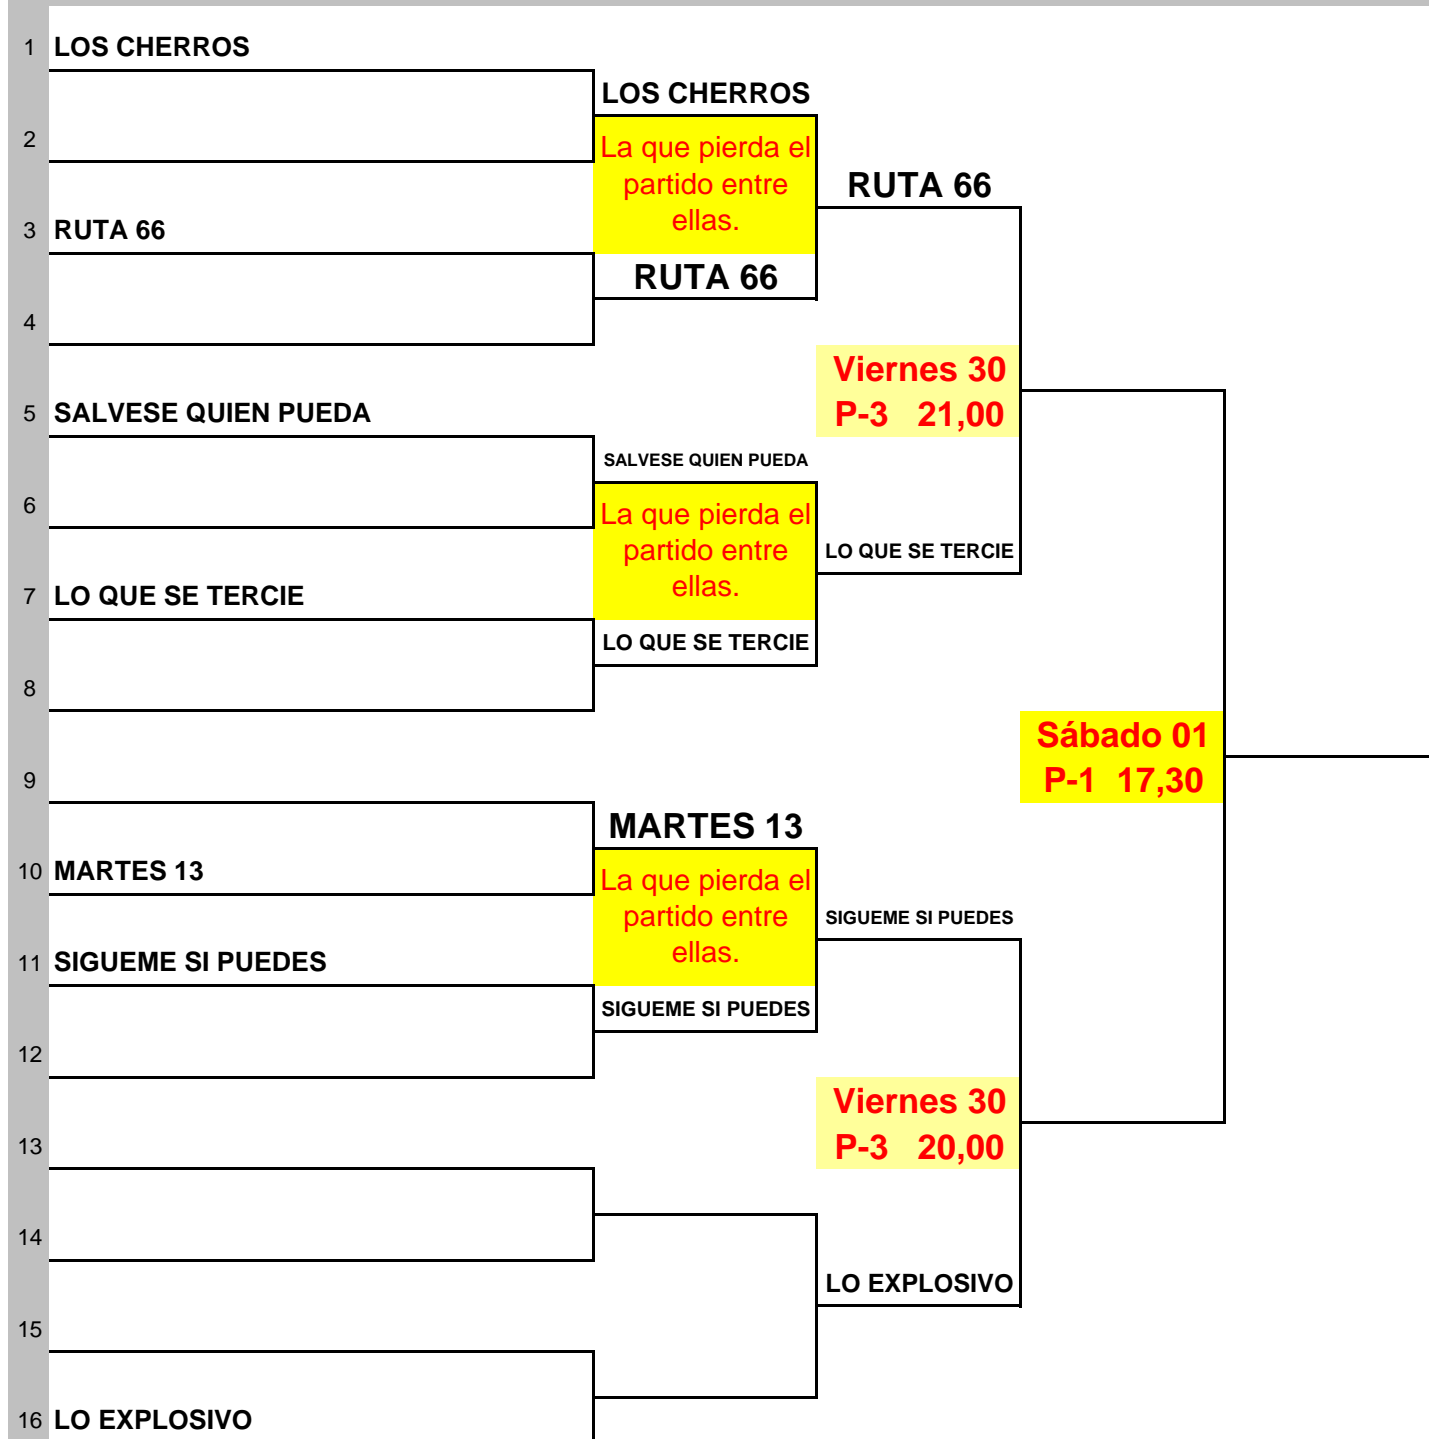 1 LOS CHERROS
LOS CHERROS
2
La que pierda el
partido entre
ellas.
RUTA 66
3 RUTA 66
RUTA 66
4
Viernes 30
P-3 21,00
5 SALVESE QUIEN PUEDA
SALVESE QUIEN PUEDA
6
La que pierda el
partido entre
ellas.
LO QUE SE TERCIE
7 LO QUE SE TERCIE
LO QUE SE TERCIE
8
Sábado 01
P-1 17,30
9
MARTES 13
10 MARTES 13
La que pierda el
partido entre
ellas.
SIGUEME SI PUEDES
11 SIGUEME SI PUEDES
SIGUEME SI PUEDES
12
Viernes 30
P-3 20,00
13
14
LO EXPLOSIVO
15
16 LO EXPLOSIVO